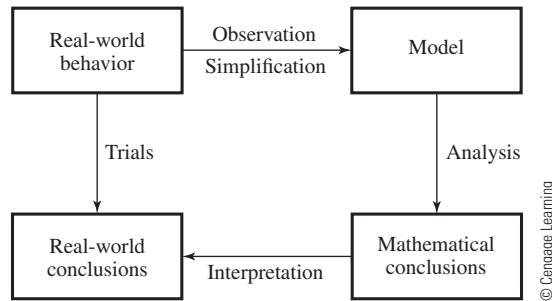 Real-world
behavior
Observation
Simplification
Model
Trials
Analysis
Real-world
conclusions
Interpretation
Mathematical
conclusions
© Cengage Learning